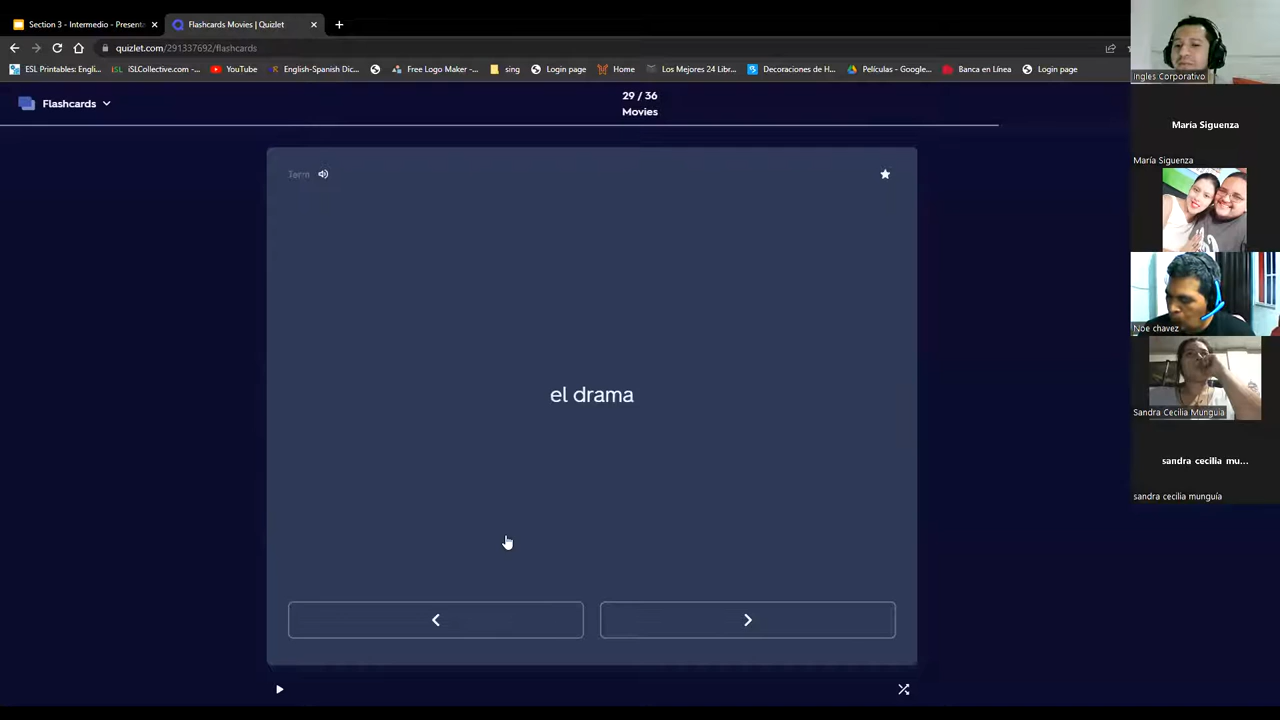 Section 3 - Intermedio - Presenta
Flashcards Movies | Quizlet
quizlet.com/291337692/flashcards
ESL Printables: Engli...
iSLCollective.com -...
YouTube
English-Spanish Dic...
Free Logo Maker -...
sing
Login page
Home
Los Mejores 24 Libr...
Decoraciones de H...
Películas - Google...
Banca en Línea
Login page
Flashcards
29 / 36
Movies
Term
el drama
Ingles Corporativo
Maria Siguenza
María Siguenza
Noe chavez
Sandra Cecilia Munguia
sandra cecilia mu...
sandra cecilia munguía